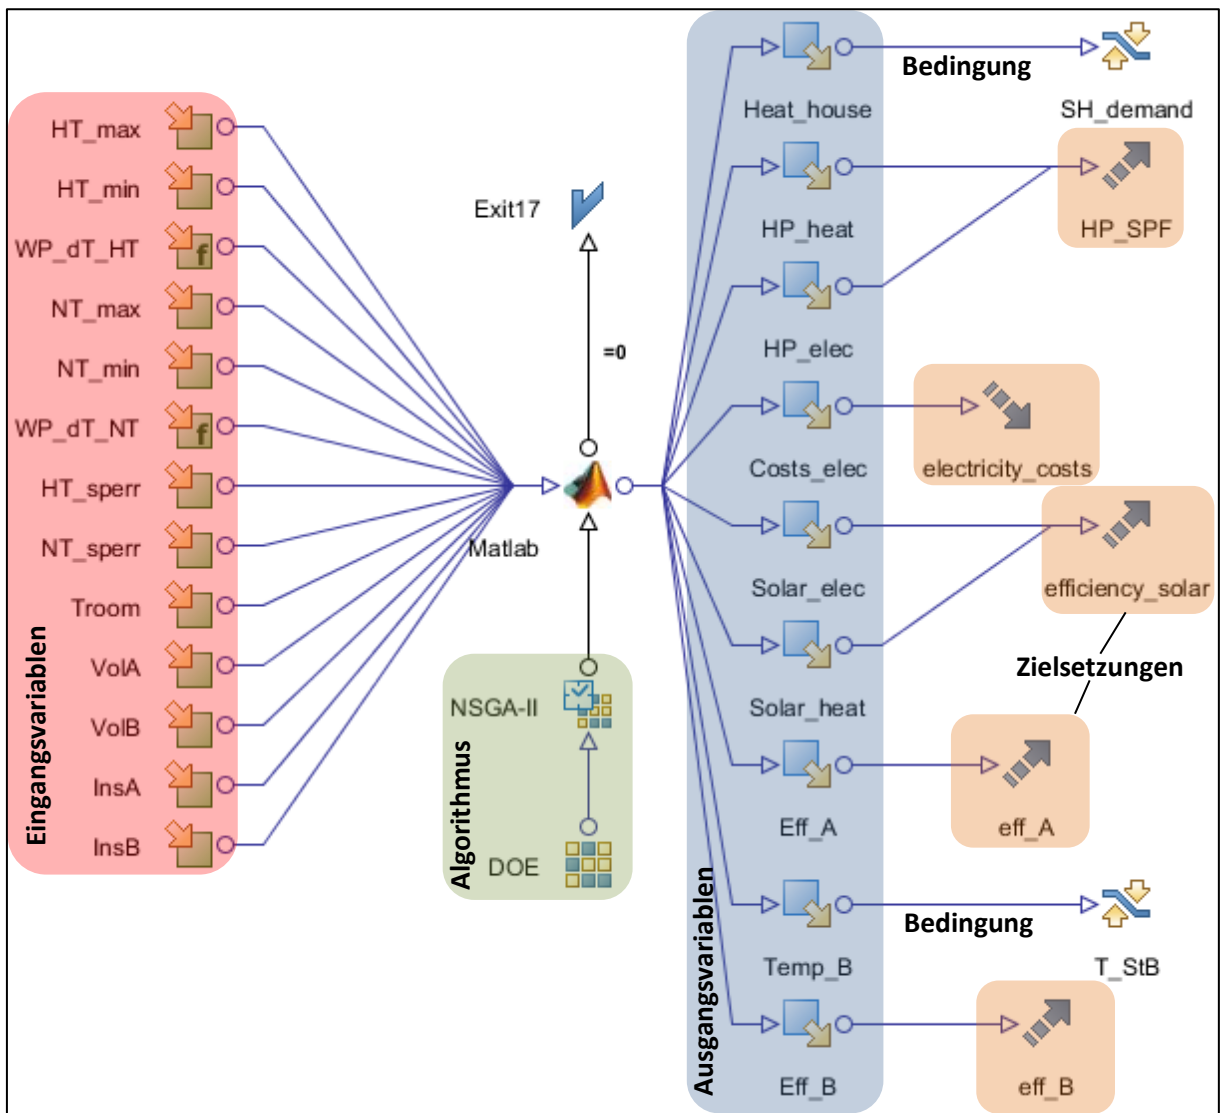 Eingangsvariablen
HT_max
HT_min
WP_dT_HT
f
NT_max
NT_min
WP_dT_NT
f
HT_sperr
NT_sperr
Troom
VolA
VolB
InsA
InsB
Exit17
=0
Matlab
Algorithmus
NSGA-II
DOE
Ausgangsvariablen
Heat_house
HP_heat
HP_elec
Costs_elec
Solar_elec
Solar_heat
Eff_A
Temp_B
Eff_B
Bedingung
SH_demand
HP_SPF
electricity_costs
efficiency_solar
Zielsetzungen
eff_A
Bedingung
T_StB
eff_B